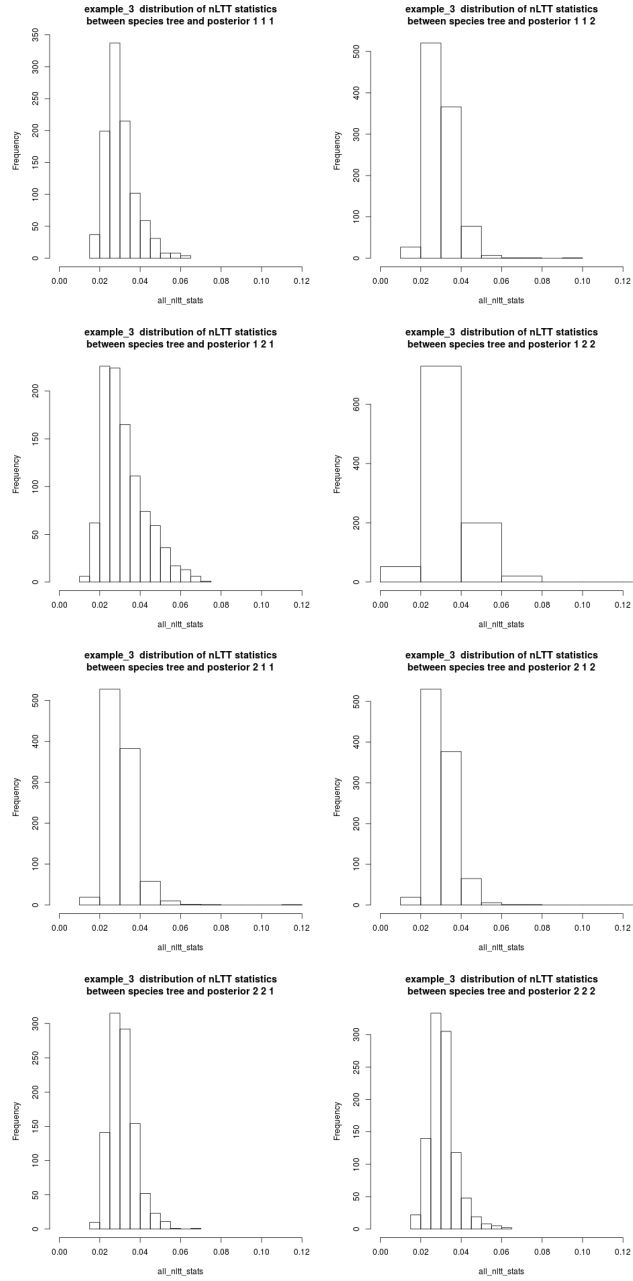 example_3 distribution of nLTT statistics
between species tree and posterior 1 1 1
Frequency
0 50 100 150 200 250 300 350
0.00 0.02 0.04 0.06 0.08 0.10 0.12
all_nltt_stats
example_3 distribution of nLTT statistics
between species tree and posterior 1 1 2
Frequency
0 100 200 300 400 500
0.00 0.02 0.04 0.06 0.08 0.10 0.12
all_nltt_stats
example_3 distribution of nLTT statistics
between species tree and posterior 1 2 1
Frequency
0 50 100 150 200
0.00 0.02 0.04 0.06 0.08 0.10 0.12
all_nltt_stats
example_3 distribution of nLTT statistics
between species tree and posterior 1 2 2
Frequency
0 200 400 600
0.00 0.02 0.04 0.06 0.08 0.10 0.12
all_nltt_stats
example_3 distribution of nLTT statistics
between species tree and posterior 2 1 1
Frequency
0 100 200 300 400 500
0.00 0.02 0.04 0.06 0.08 0.10 0.12
all_nltt_stats
example_3 distribution of nLTT statistics
between species tree and posterior 2 1 2
Frequency
0 100 200 300 400 500
0.00 0.02 0.04 0.06 0.08 0.10 0.12
all_nltt_stats
example_3 distribution of nLTT statistics
between species tree and posterior 2 2 1
Frequency
0 50 100 150 200 250 300
0.00 0.02 0.04 0.06 0.08 0.10 0.12
all_nltt_stats
example_3 distribution of nLTT statistics
between species tree and posterior 2 2 2
Frequency
0 50 100 150 200 250 300
0.00 0.02 0.04 0.06 0.08 0.10 0.12
all_nltt_stats